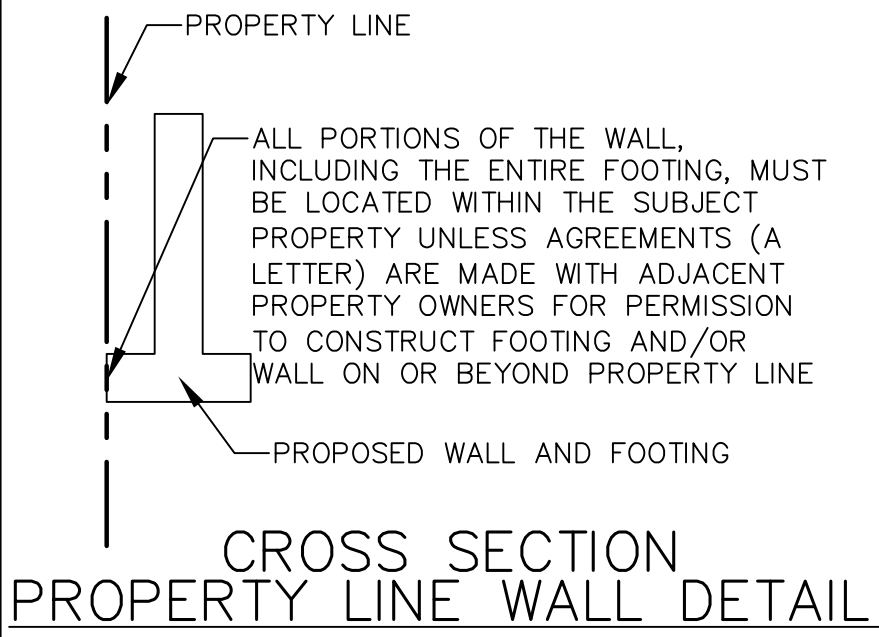 PROPERTY LINE
ALL PORTIONS OF THE WALL,
INCLUDING THE ENTIRE FOOTING, MUST
BE LOCATED WITHIN THE SUBJECT
PROPERTY UNLESS AGREEMENTS (A
LETTER) ARE MADE WITH ADJACENT
PROPERTY OWNERS FOR PERMISSION
TO CONSTRUCT FOOTING AND/OR
WALL ON OR BEYOND PROPERTY LINE
PROPOSED WALL AND FOOTING
CROSS SECTION
PROPERTY LINE WALL DETAIL